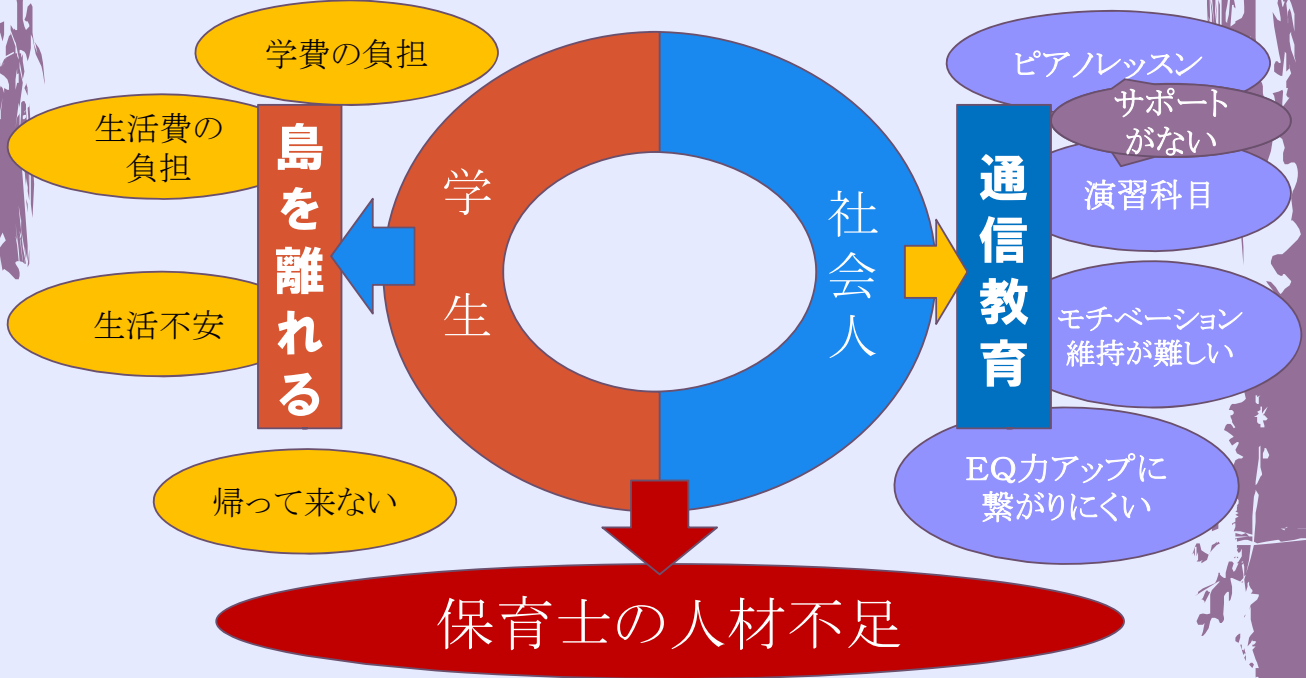 学費の負担
生活費の
負担
生活不安
帰って来ない
島を離れる
学生
社会人
通信教育
ピアノレッスン
サポート
がない
演習科目
モチベーション
維持が難しい
EQ力アップに
繋がりにくい
保育士の人材不足